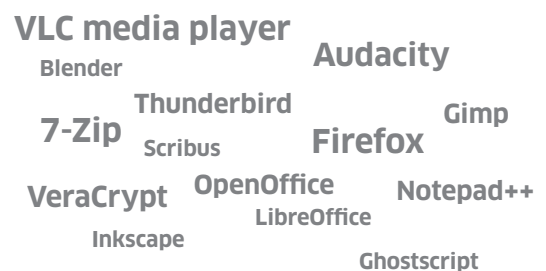 VLC media player
Audacity
Blender
Thunderbird
Gimp
7-Zip
Scribus
Firefox
VeraCrypt
OpenOffice
Notepad++
LibreOffice
Inkscape
Ghostscript